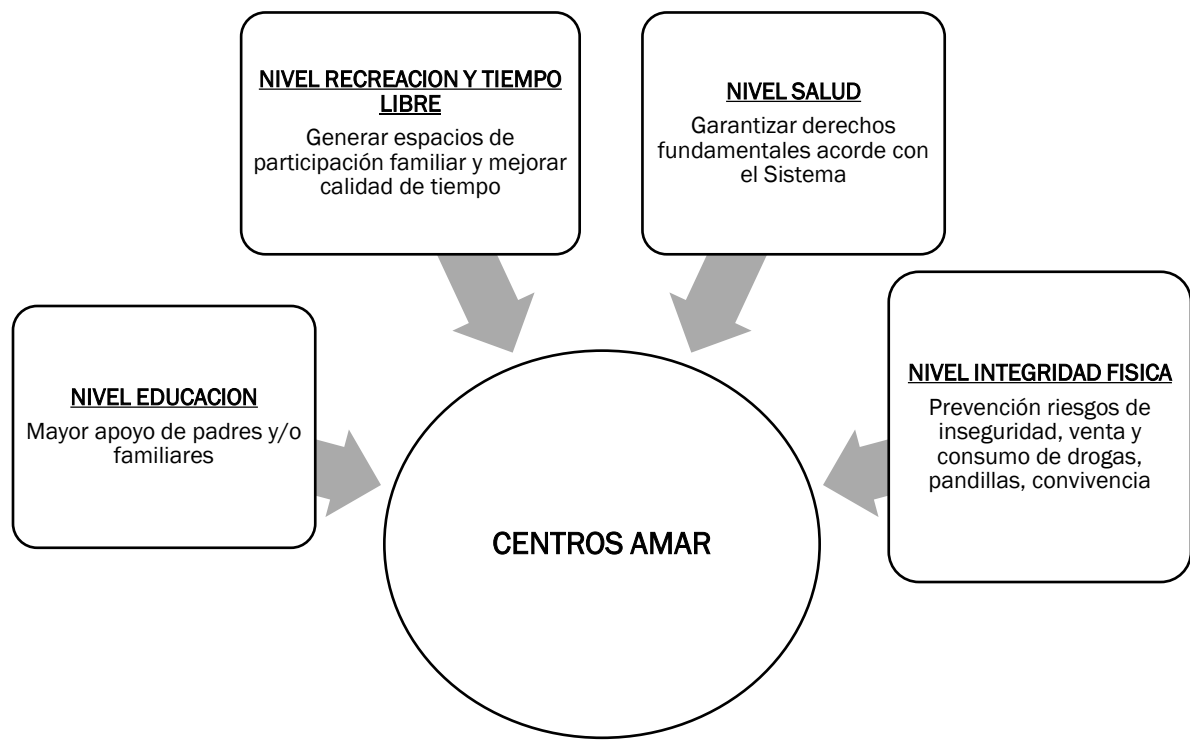 NIVEL RECREACION Y TIEMPO
LIBRE
Generar espacios de
participación familiar y mejorar
calidad de tiempo
NIVEL SALUD
Garantizar derechos
fundamentales acorde con
el Sistema
NIVEL EDUCACION
Mayor apoyo de padres y/o
familiares
NIVEL INTEGRIDAD FISICA
Prevención riesgos de
inseguridad, venta y
consumo de drogas,
pandillas, convivencia
CENTROS AMAR